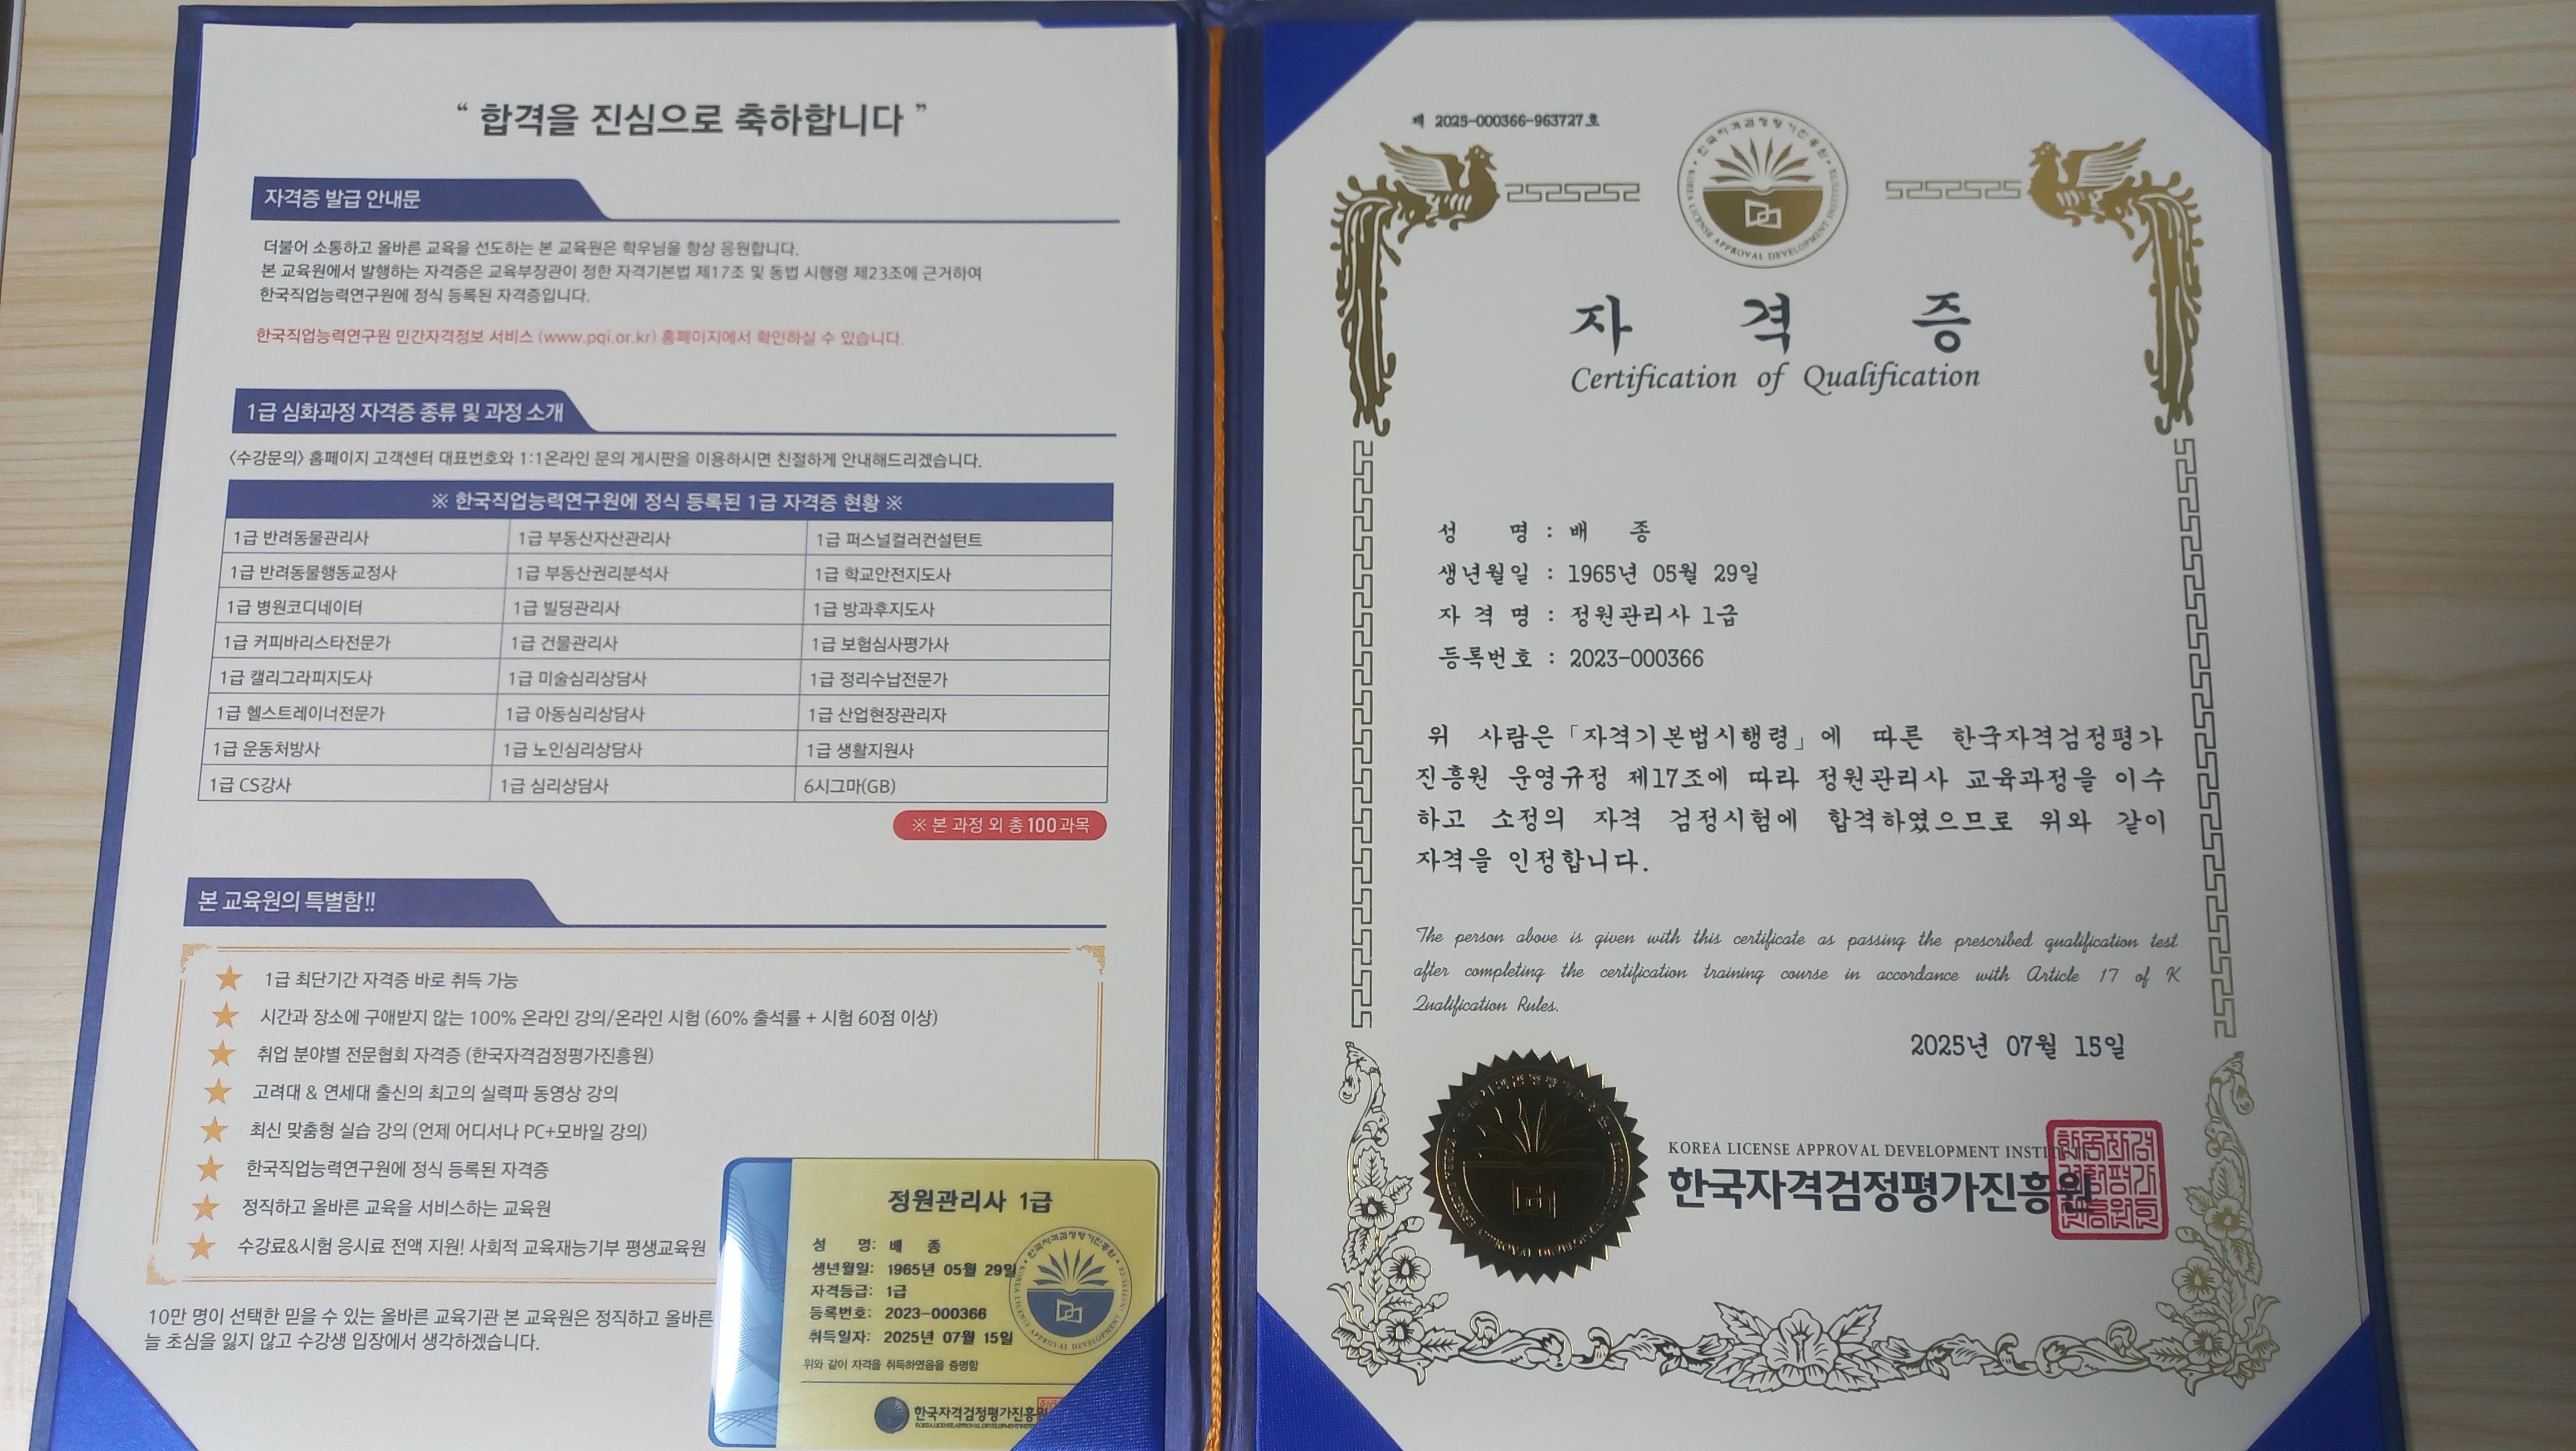 “ 합격을 진심으로 축하합니다 ”
자격증 발급 안내문
더불어 소통하고 올바른 교육을 선도하는 본 교육원은 학우님을 항상 응원합니다.
본 교육원에서 발행하는 자격증은 교육부장관이 정한 자격기본법 제17조 및 동법 시행령 제23조에 근거하여
한국직업능력연구원에 정식 등록된 자격증입니다.
한국직업능력연구원 민간자격정보 서비스 (www.pqi.or.kr) 홈페이지에서 확인하실 수 있습니다.
1급 심화과정 자격증 종류 및 과정 소개
〈수강문의〉 홈페이지 고객센터 대표번호와 1:1온라인 문의 게시판을 이용하시면 친절하게 안내해드리겠습니다.
※ 한국직업능력연구원에 정식 등록된 1급 자격증 현황 ※
1급 반려동물관리사 1급 부동산자산관리사 1급 퍼스널컬러컨설턴트
1급 반려동물행동교정사 1급 부동산권리분석사 1급 학교안전지도사
1급 병원코디네이터 1급 빌딩관리사 1급 방과후지도사
1급 커피바리스타전문가 1급 건물관리사 1급 보험심사평가사
1급 캘리그라피지도사 1급 미술심리상담사 1급 정리수납전문가
1급 헬스트레이너전문가 1급 아동심리상담사 1급 산업현장관리자
1급 운동처방사 1급 노인심리상담사 1급 생활지원사
1급 CS강사 1급 심리상담사 6시그마(GB)
※ 본 과정 외 총 100과목
본 교육원의 특별함!!
1급 최단기간 자격증 바로 취득 가능
시간과 장소에 구애받지 않는 100% 온라인 강의/온라인 시험 (60% 출석률 + 시험 60점 이상)
취업 분야별 전문협회 자격증 (한국자격검정평가진흥원)
고려대 & 연세대 출신의 최고의 실력파 동영상 강의
최신 맞춤형 실습 강의 (언제 어디서나 PC+모바일 강의)
한국직업능력연구원에 정식 등록된 자격증
정직하고 올바른 교육을 서비스하는 교육원
수강료&시험 응시료 전액 지원! 사회적 교육재능기부 평생교육원
10만 명이 선택한 믿을 수 있는 올바른 교육기관 본 교육원은 정직하고 올바른
늘 초심을 잃지 않고 수강생 입장에서 생각하겠습니다.
정원관리사 1급
성 명: 배 종
생년월일: 1965년 05월 29일
자격등급: 1급
등록번호: 2023-000366
취득일자: 2025년 07월 15일
위와 같이 자격을 취득하였음을 증명함
한국자격검정평가진흥원
제 2025-000366-963727호
한국자격검정평가진흥원
KOREA LICENSE APPROVAL DEVELOPMENT INSTITUTE
자 격 증
Certification of Qualification
성 명 : 배 종
생년월일 : 1965년 05월 29일
자 격 명 : 정원관리사 1급
등록번호 : 2023-000366
위 사람은「자격기본법시행령」에 따른 한국자격검정평가
진흥원 운영규정 제17조에 따라 정원관리사 교육과정을 이수
하고 소정의 자격 검정시험에 합격하였으므로 위와 같이
자격을 인정합니다.
The person above is given with this certificate as passing the prescribed qualification test
after completing the certification training course in accordance with Article 17 of K
Qualification Rules.
2025년 07월 15일
KOREA LICENSE APPROVAL DEVELOPMENT INSTITUTE
한국자격검정평가진흥원